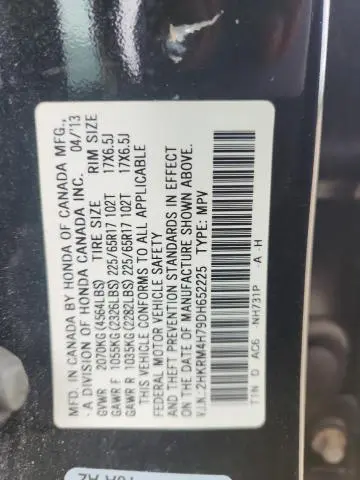 MFD. IN CANADA BY HONDA OF CANADA MFG.,
- A DIVISION OF HONDA CANADA INC. 04/13
GVWR 2070KG (4564LBS) TIRE SIZE RIM SIZE
GAWR F 1055KG (2326LBS) 225/65R17 102T 17X6.5J
GAWR R 1035KG (2282LBS) 225/65R17 102T 17X6.5J
THIS VEHICLE CONFORMS TO ALL APPLICABLE
FEDERAL MOTOR VEHICLE SAFETY
AND THEFT PREVENTION STANDARDS IN EFFECT
ON THE DATE OF MANUFACTURE SHOWN ABOVE.
V.I.N.: 2HKRM4H79DH652225 TYPE: MPV
TIN D AC6 NH731P -A -H